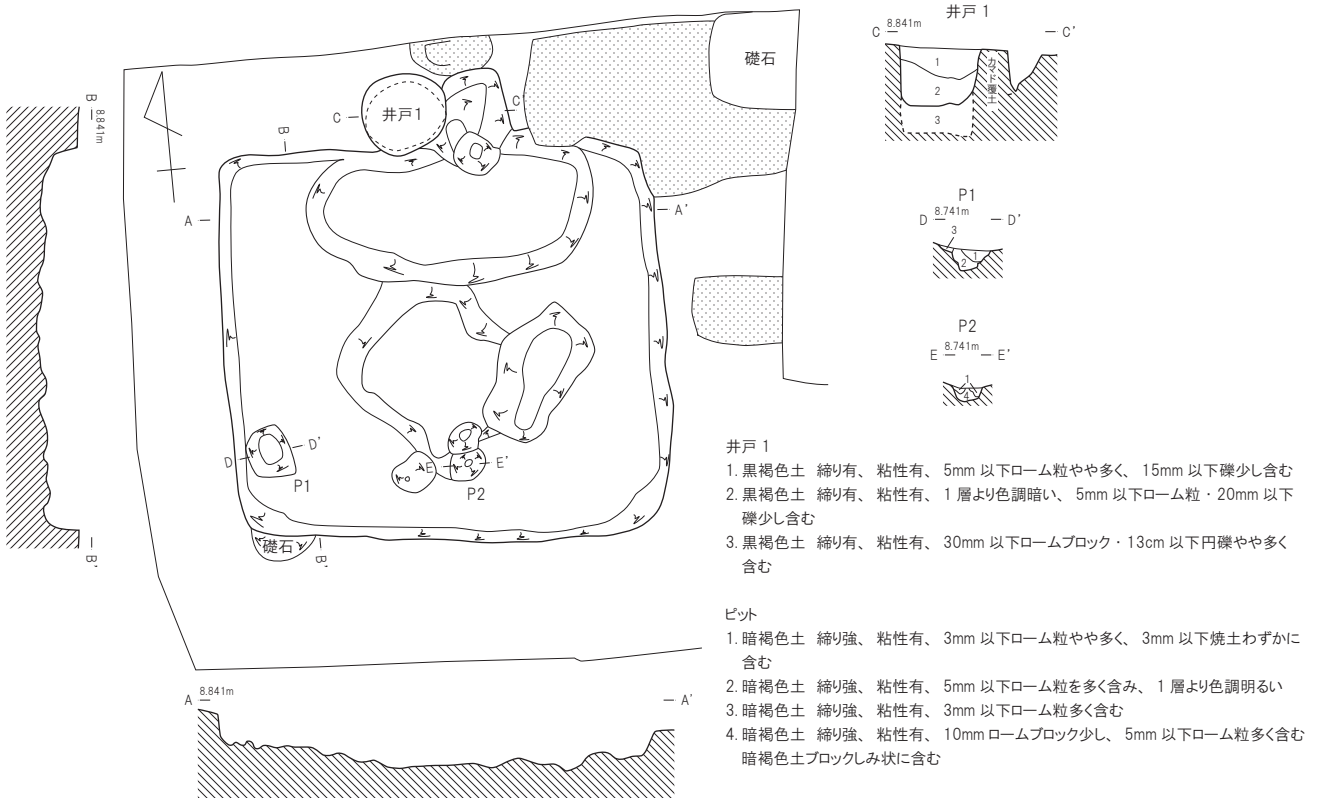 井戸 1
C 8.841m C'
1
2
3
カマド覆土
礎石
井戸1
C C'
B 8.841m
B
A A'
P1
D 8.741m D'
3
1
2
P2
E 8.741m E'
1
4
D D'
P1
E E'
P2
礎石
B'
B'
A 8.841m A'
井戸 1
1. 黒褐色土 締り有、 粘性有、 5mm 以下ローム粒やや多く、 15mm 以下礫少し含む
2. 黒褐色土 締り有、 粘性有、 1 層より色調暗い、 5mm 以下ローム粒・20mm 以下
礫少し含む
3. 黒褐色土 締り有、 粘性有、 30mm 以下ロームブロック・13cm 以下円礫やや多く
含む
ピット
1. 暗褐色土 締り強、 粘性有、 3mm 以下ローム粒やや多く、 3mm 以下焼土わずかに
含む
2. 暗褐色土 締り強、 粘性有、 5mm 以下ローム粒を多く含み、 1 層より色調明るい
3. 暗褐色土 締り強、 粘性有、 3mm 以下ローム粒多く含む
4. 暗褐色土 締り強、 粘性有、 10mm ロームブロック少し、 5mm 以下ローム粒多く含む
暗褐色土ブロックしみ状に含む